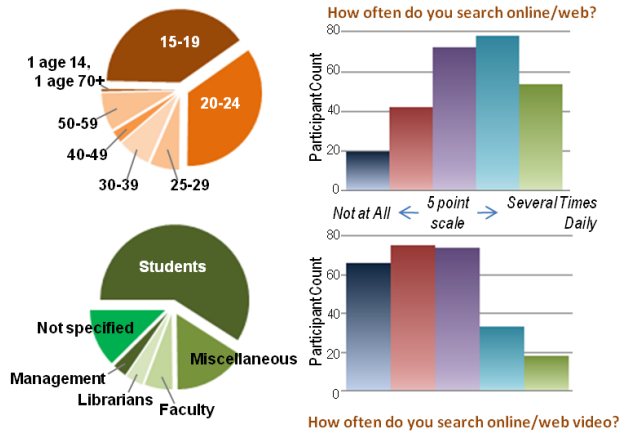 15-19
1 age 14,
1 age 70+
20-24
50-59
40-49
30-39
25-29
How often do you search online/web?
Participant Count
80
60
40
20
0
Not at All
5 point
scale
Several Times
Daily
Students
Not specified
Miscellaneous
Management
Librarians
Faculty
Participant Count
80
60
40
20
0
How often do you search online/web video?